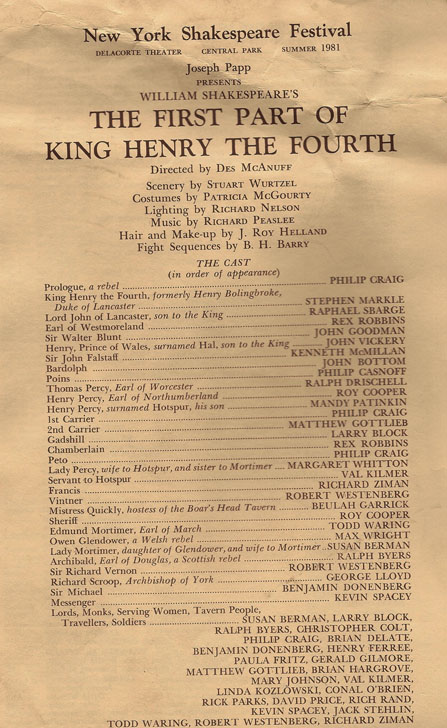 New York Shakespeare Festival
DELACORTE THEATER CENTRAL PARK SUMMER 1981
Joseph Papp
PRESENTS
WILLIAM SHAKESPEARE'S
THE FIRST PART OF
KING HENRY THE FOURTH
Directed by DES MCANUFF
Scenery by STUART WURTZEL
Costumes by PATRICIA MCGOURTY
Lighting by RICHARD NELSON
Music by RICHARD PEASLEE
Hair and Make-up by J. ROY HELLAND
Fight Sequences by B. H. BARRY
THE CAST
(in order of appearance)
Prologue, a rebel ........ PHILIP CRAIG
King Henry the Fourth, formerly Henry Bolingbroke,
Duke of Lancaster ........ STEPHEN MARKLE
Lord John of Lancaster, son to the King ........ RAPHAEL SBARGE
Earl of Westmoreland ........ REX ROBBINS
Sir Walter Blunt ........ JOHN GOODMAN
Henry, Prince of Wales, surnamed Hal, son to the King ........ JOHN VICKERY
Sir John Falstaff ........ KENNETH MCMILLAN
Bardolph ........ JOHN BOTTOM
Poins ........ PHILIP CASNOFF
Thomas Percy, Earl of Worcester ........ RALPH DRISCHELL
Henry Percy, Earl of Northumberland ........ ROY COOPER
Henry Percy, surnamed Hotspur, his son ........ MANDY PATINKIN
1st Carrier ........ PHILIP CRAIG
2nd Carrier ........ MATTHEW GOTTLIEB
Gadshill ........ LARRY BLOCK
Chamberlain ........ REX ROBBINS
Peto ........ PHILIP CRAIG
Lady Percy, wife to Hotspur, and sister to Mortimer .... MARGARET WHITTON
Servant to Hotspur ........ VAL KILMER
Francis ........ RICHARD ZIMAN
Vintner ........ ROBERT WESTENBERG
Mistress Quickly, hostess of the Boar's Head Tavern ........ BEULAH GARRICK
Sheriff ........ ROY COOPER
Edmund Mortimer, Earl of March ........ TODD WARING
Owen Glendower, a Welsh rebel ........ MAX WRIGHT
Lady Mortimer, daughter of Glendower, and wife to Mortimer .. SUSAN BERMAN
Archibald, Earl of Douglas, a Scottish rebel ........ RALPH BYERS
Sir Richard Vernon ........ ROBERT WESTENBERG
Richard Scroop, Archbishop of York ........ GEORGE LLOYD
Sir Michael ........ BENJAMIN DONENBERG
Messenger ........ KEVIN SPACEY
Lords, Monks, Serving Women, Tavern People,
Travellers, Soldiers ........ SUSAN BERMAN, LARRY BLOCK,
RALPH BYERS, CHRISTOPHER COLT,
PHILIP CRAIG, BRIAN DELATE,
BENJAMIN DONENBERG, HENRY FERREE,
PAULA FRITZ, GERALD GILMORE,
MATTHEW GOTTLIEB, BRIAN HARGROVE,
MARY JOHNSON, VAL KILMER,
LINDA KOZLOWSKI, CONAL O'BRIEN,
RICK PARKS, DAVID PRICE, RICH RAND,
KEVIN SPACEY, JACK STEHLIN,
TODD WARING, ROBERT WESTENBERG, RICHARD ZIMAN